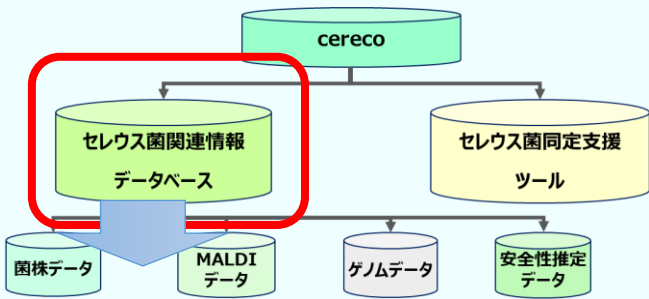 cereco
セレウス菌関連情報
データベース
セレウス菌同定支援
ツール
菌株データ
MALDI
データ
ゲノムデータ
安全性推定
データ